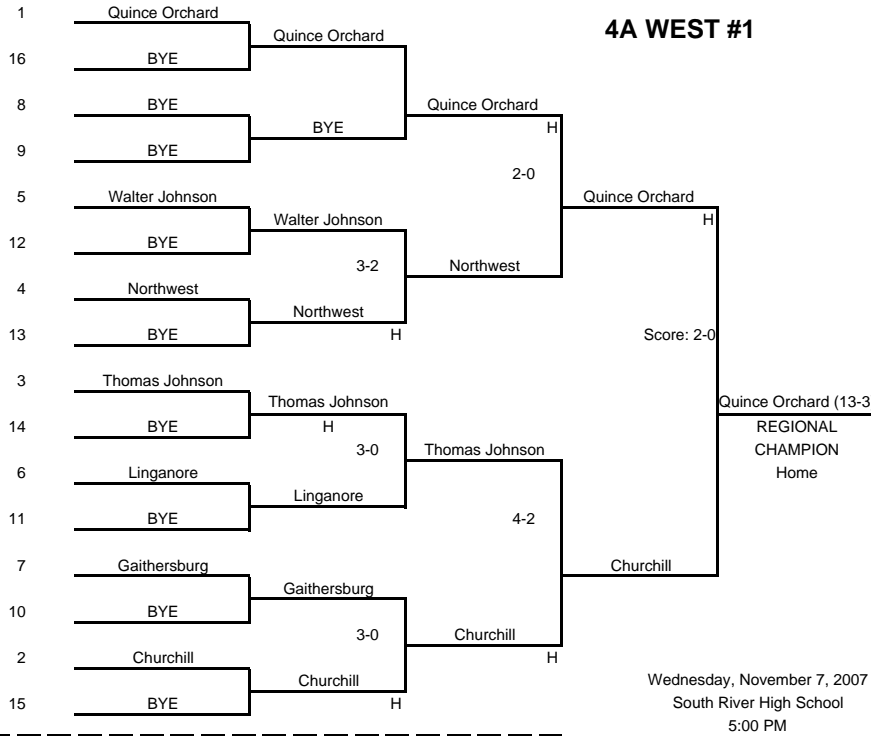 4A WEST #1
1 Quince Orchard
Quince Orchard
16 BYE
Quince Orchard
H
8 BYE
BYE
9 BYE
2-0
Quince Orchard
H
5 Walter Johnson
Walter Johnson
12 BYE
3-2
Northwest
4 Northwest
Northwest
H
13 BYE
Score: 2-0
Quince Orchard (13-3
REGIONAL
CHAMPION
Home
3 Thomas Johnson
Thomas Johnson
H
14 BYE
3-0
Thomas Johnson
6 Linganore
Linganore
11 BYE
4-2
Churchill
7 Gaithersburg
Gaithersburg
10 BYE
3-0
Churchill
H
2 Churchill
Churchill
H
15 BYE
Wednesday, November 7, 2007
South River High School
5:00 PM